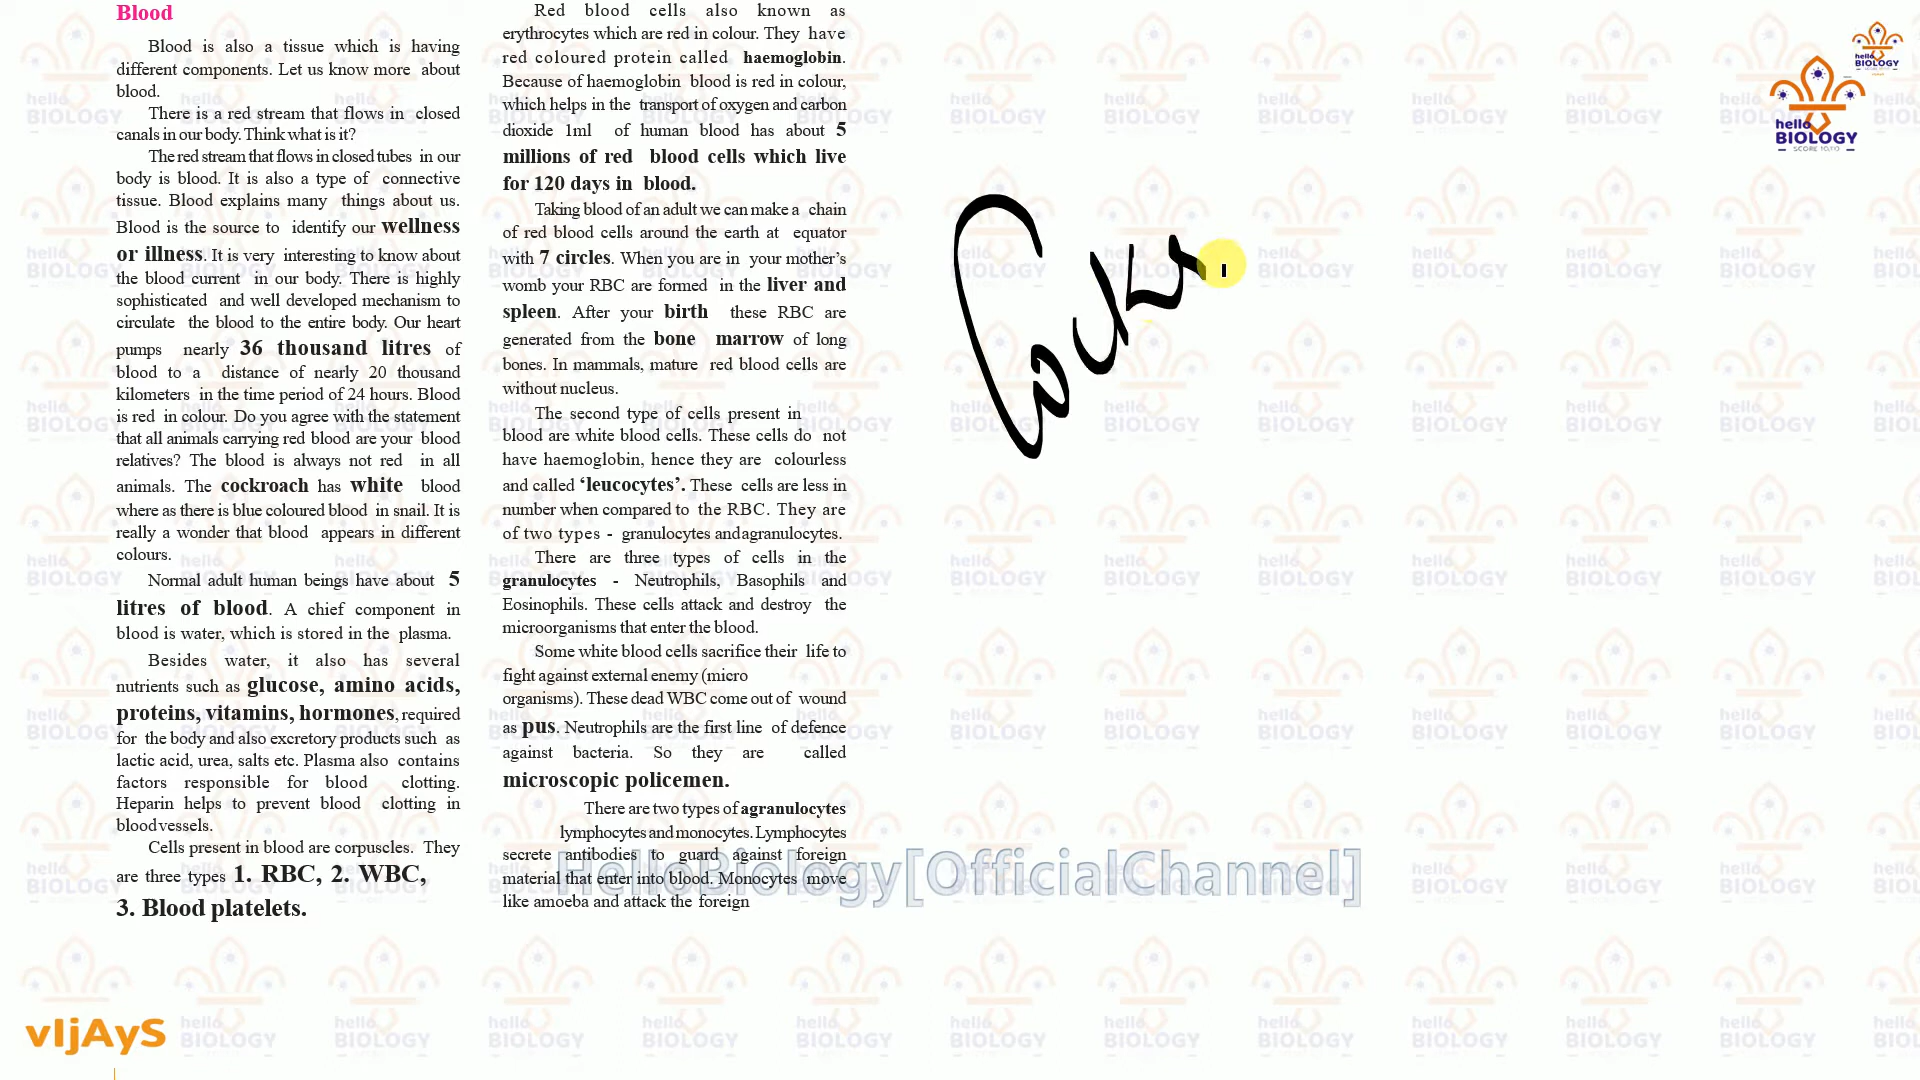 Blood
Blood is also a tissue which is having
different components. Let us know more about
blood.
There is a red stream that flows in closed
canals in our body. Think what is it?
The red stream that flows in closed tubes in our
body is blood. It is also a type of connective
tissue. Blood explains many things about us.
Blood is the source to identify our wellness
or illness. It is very interesting to know about
the blood current in our body. There is highly
sophisticated and well developed mechanism to
circulate the blood to the entire body. Our heart
pumps nearly 36 thousand litres of
blood to a distance of nearly 20 thousand
kilometers in the time period of 24 hours. Blood
is red in colour. Do you agree with the statement
that all animals carrying red blood are your blood
relatives? The blood is always not red in all
animals. The cockroach has white blood
where as there is blue coloured blood in snail. It is
really a wonder that blood appears in different
colours.
Normal adult human beings have about 5
litres of blood. A chief component in
blood is water, which is stored in the plasma.
Besides water, it also has several
nutrients such as glucose, amino acids,
proteins, vitamins, hormones, required
for the body and also excretory products such as
lactic acid, urea, salts etc. Plasma also contains
factors responsible for blood clotting.
Heparin helps to prevent blood clotting in
blood vessels.
Cells present in blood are corpuscles. They
are three types 1. RBC, 2. WBC,
3. Blood platelets.
Red blood cells also known as
erythrocytes which are red in colour. They have
red coloured protein called haemoglobin.
Because of haemoglobin blood is red in colour,
which helps in the transport of oxygen and carbon
dioxide 1ml of human blood has about 5
millions of red blood cells which live
for 120 days in blood.
Taking blood of an adult we can make a chain
of red blood cells around the earth at equator
with 7 circles. When you are in your mother's
womb your RBC are formed in the liver and
spleen. After your birth these RBC are
generated from the bone marrow of long
bones. In mammals, mature red blood cells are
without nucleus.
The second type of cells present in
blood are white blood cells. These cells do not
have haemoglobin, hence they are colourless
and called ‘leucocytes’. These cells are less in
number when compared to the RBC. They are
of two types - granulocytes andagranulocytes.
There are three types of cells in the
granulocytes - Neutrophils, Basophils and
Eosinophils. These cells attack and destroy the
microorganisms that enter the blood.
Some white blood cells sacrifice their life to
fight against external enemy (micro
organisms). These dead WBC come out of wound
as pus. Neutrophils are the first line of defence
against bacteria. So they are called
microscopic policemen.
There are two types of agranulocytes
lymphocytes and monocytes. Lymphocytes
secrete antibodies to guard against foreign
material that enter into blood. Monocytes move
like amoeba and attack the foreign
HelloBiology[OfficialChannel]
hello
BIOLOGY
hello
BIOLOGY
vIjAyS